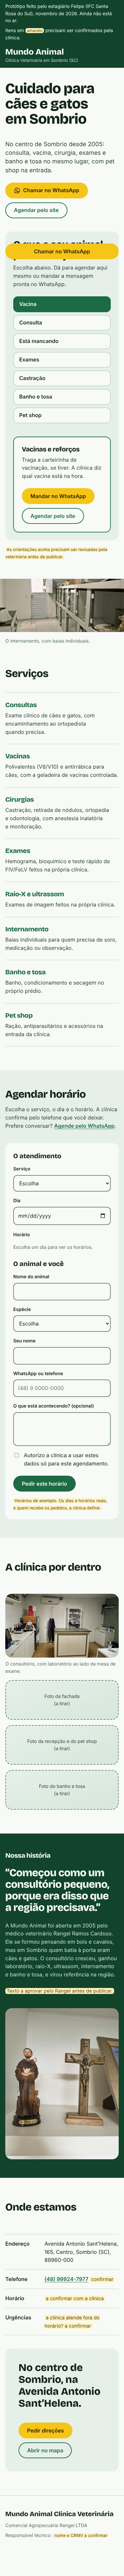 Protótipo feito pelo estagiário Felipe (IFC Santa
Rosa do Sul), novembro de 2026. Ainda não está
no ar.
Itens em amarelo precisam ser confirmados pela
clínica.
Mundo Animal
Clínica Veterinária em Sombrio (SC)
Cuidado para
cães e gatos
em Sombrio
No centro de Sombrio desde 2005:
consulta, vacina, cirurgia, exames e
banho e tosa no mesmo lugar, com pet
shop na entrada.
Chamar no WhatsApp
Agendar pelo site
Chamar no WhatsApp
Escolha abaixo. Dá para agendar aqui
mesmo ou mandar a mensagem
pronta no WhatsApp.
Vacina
Consulta
Está mancando
Exames
Castração
Banho e tosa
Pet shop
Vacinas e reforços
Traga a carteirinha de
vacinação, se tiver. A clínica diz
qual vacina está na hora.
Mandar no WhatsApp
Agendar pelo site
As orientações acima precisam ser revisadas pela
veterinária antes de publicar.
O internamento, com baias individuais.
Serviços
Consultas
Exame clínico de cães e gatos, com
encaminhamento ao ortopedista
quando precisa.
Vacinas
Polivalentes (V8/V10) e antirrábica para
cães, com a geladeira de vacinas controlada.
Cirurgias
Castração, retirada de nódulos, ortopedia
e odontologia, com anestesia inalatória
e monitoração.
Exames
Hemograma, bioquímico e teste rápido de
FIV/FeLV feitos na própria clínica.
Raio-X e ultrassom
Exames de imagem feitos na própria clínica.
Internamento
Baias individuais para quem precisa de soro,
medicação ou observação.
Banho e tosa
Banho, condicionamento e secagem no
próprio prédio.
Pet shop
Ração, antiparasitários e acessórios na
entrada da clínica.
Agendar horário
Escolha o serviço, o dia e o horário. A clínica
confirma pelo telefone que você deixar.
Prefere conversar? Agende pelo WhatsApp.
O atendimento
Serviço
Escolha
Dia
mm/dd/yyyy
Horário
Escolha um dia para ver os horários.
O animal e você
Nome do animal
Espécie
Escolha
Seu nome
WhatsApp ou telefone
(48) 9 0000-0000
O que está acontecendo? (opcional)
Autorizo a clínica a usar estes
dados só para este agendamento.
Pedir este horário
Horários de exemplo. Os dias e horários reais,
e quem recebe os pedidos, a clínica define.
A clínica por dentro
O consultório, com laboratório ao lado da mesa de
exame.
Foto da fachada
(a tirar)
Foto da recepção e do pet shop
(a tirar)
Foto do banho e tosa
(a tirar)
Nossa história
“Começou como um
consultório pequeno,
porque era disso que
a região precisava.”
A Mundo Animal foi aberta em 2005 pelo
médico veterinário Rangel Ramos Cardoso.
Ele se formou pensando em bicho grande,
mas em Sombrio quem batia à porta eram
cães e gatos. O consultório cresceu, ganhou
laboratório, raio-X, ultrassom, internamento
e banho e tosa, e virou referência na região.
Texto a aprovar pelo Rangel antes de publicar.
Onde estamos
Endereço
Avenida Antonio Sant'Helena,
165, Centro, Sombrio (SC),
88960-000
Telefone
(48) 99924-7977 confirmar
Horário
a confirmar com a clínica
Urgências
a clínica atende fora do
horário? a confirmar
No centro de
Sombrio, na
Avenida Antonio
Sant'Helena.
Pedir direções
Abrir no mapa
Mundo Animal Clinica Veterinária
Comercial Agropecuária Rangel LTDA
Responsável técnico: nome e CRMV a confirmar